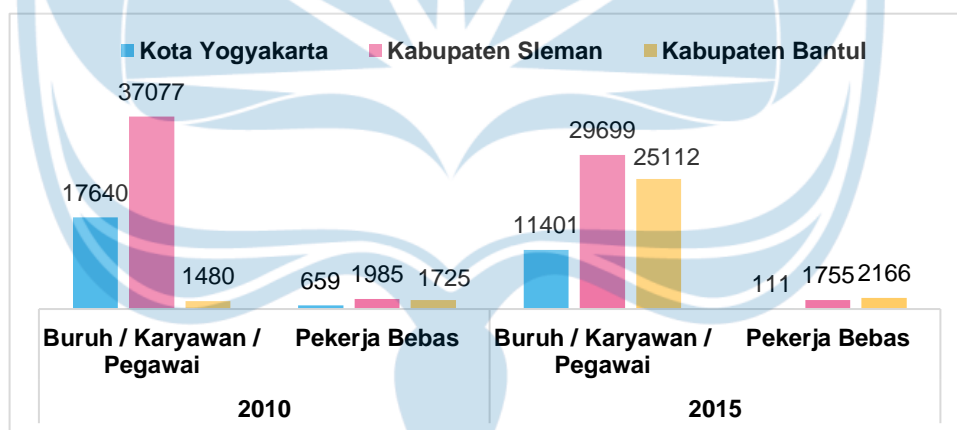 Kota Yogyakarta Kabupaten Sleman Kabupaten Bantul
37077
29699
25112
17640
11401
1480
659 1985 1725
111 1755 2166
Buruh / Karyawan / Pegawai
Pekerja Bebas
Buruh / Karyawan / Pegawai
Pekerja Bebas
2010 2015